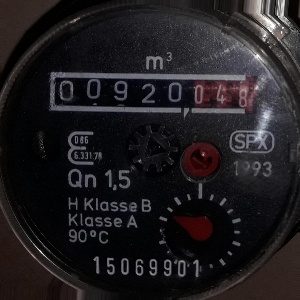 m³
00920048
086
6.331.78
SPX
1993
Qn 1,5
H Klasse B
Klasse A
90°C
15069901